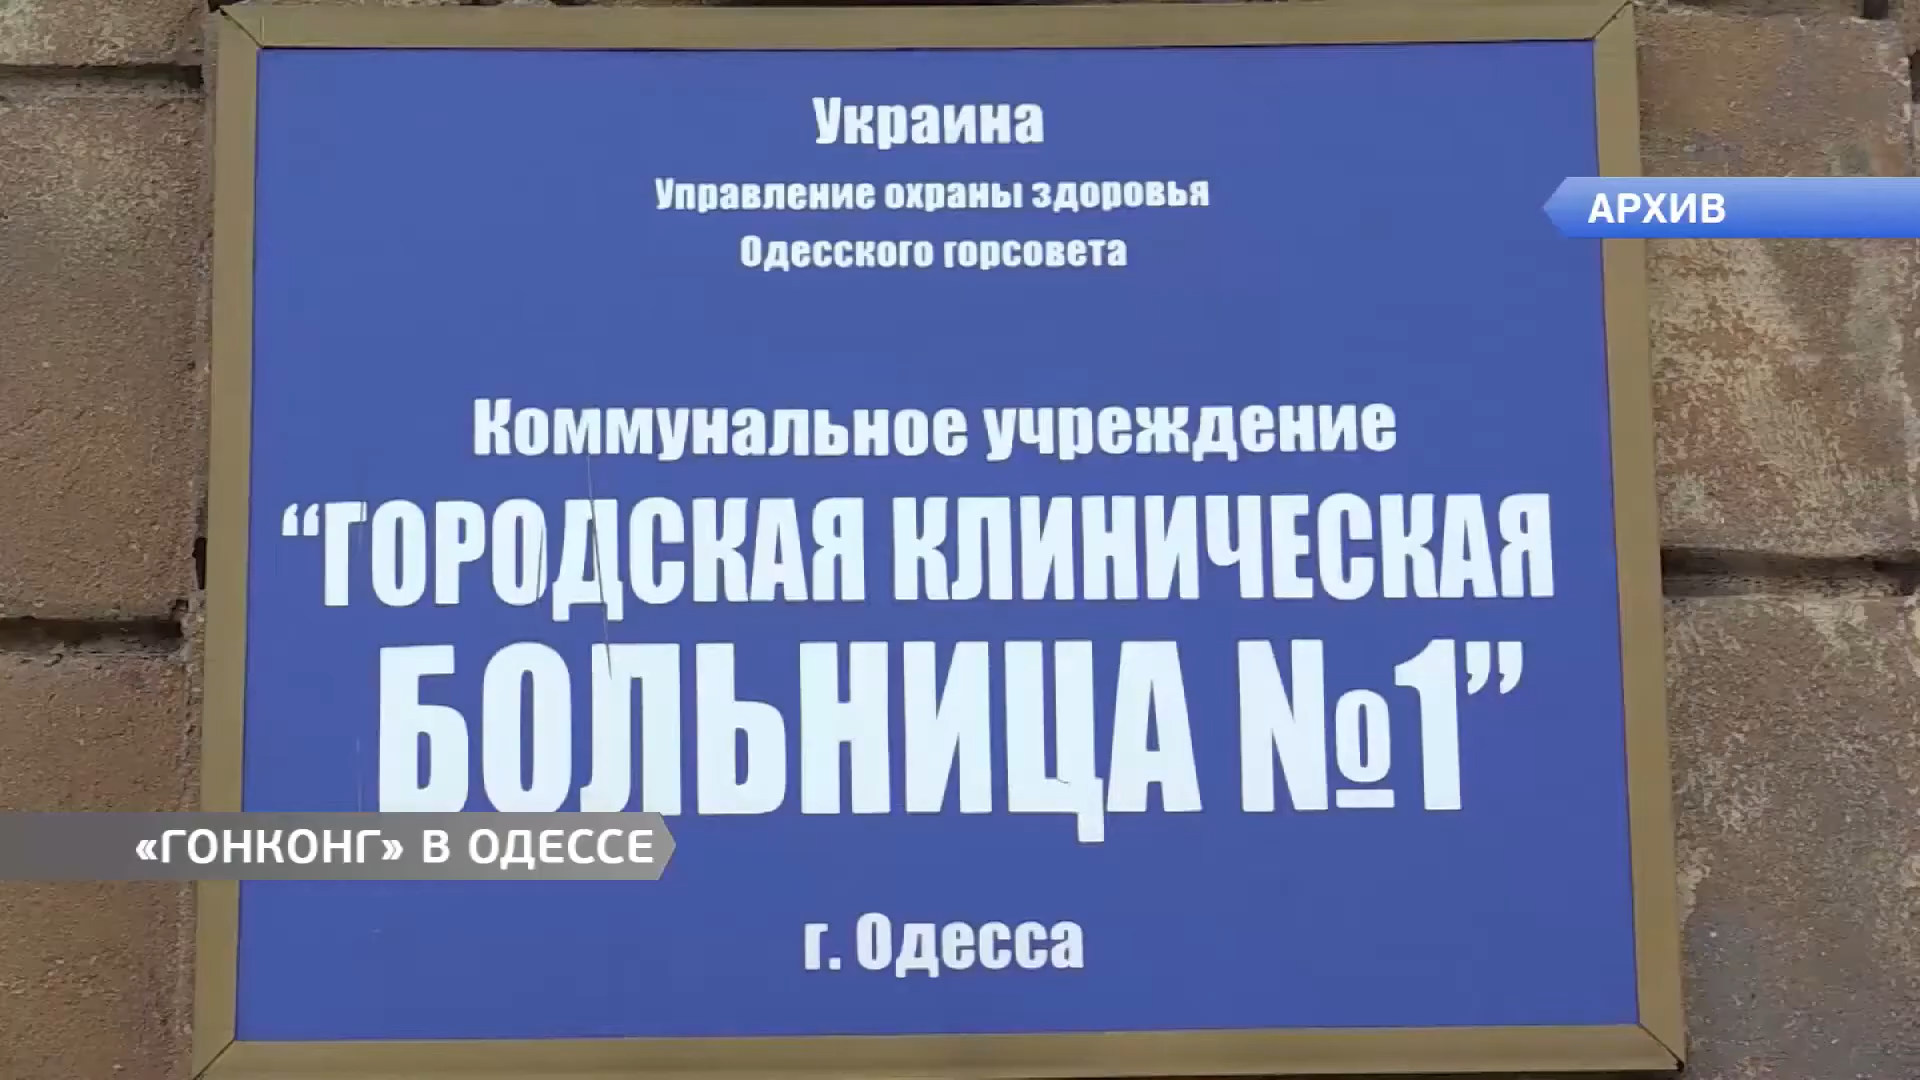 Украина
Управление охраны здоровья
АРХИВ
Одесского горсовета
Коммунальное учреждение
“ГОРОДСКАЯ КЛИНИЧЕСКАЯ
БОЛЬНИЦА №1”
«ГОНКОНГ» В ОДЕССЕ
г. Одесса